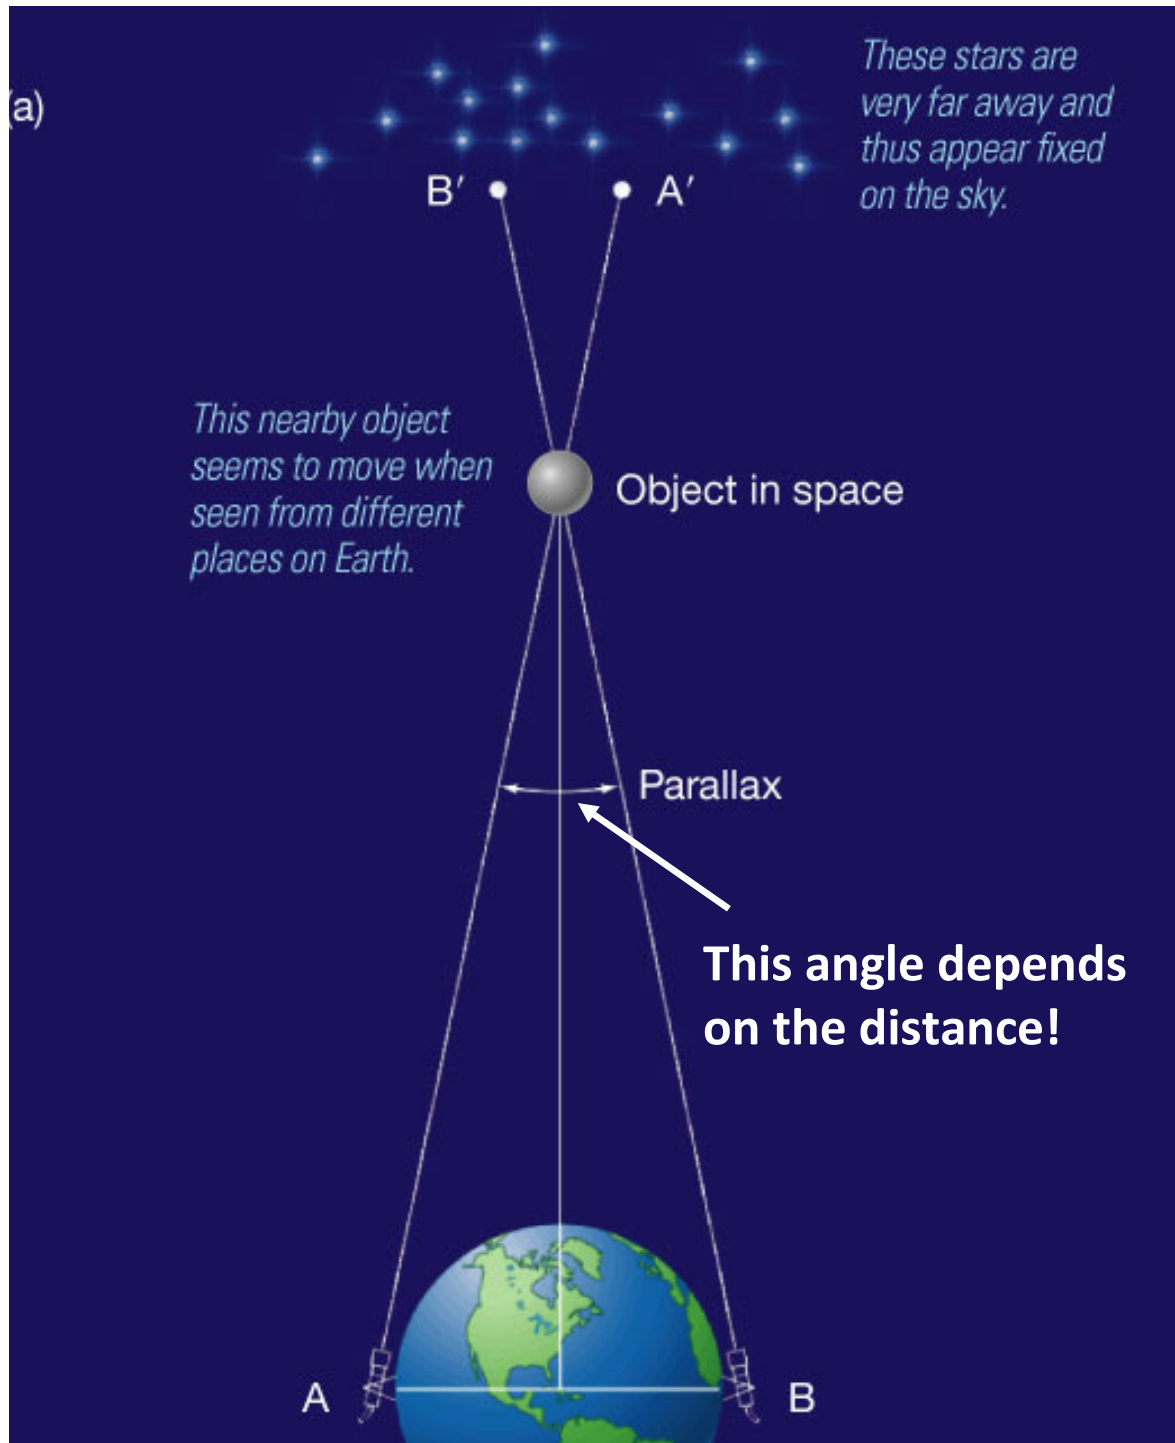 (a)
These stars are
very far away and
thus appear fixed
on the sky.
B′
A′
This nearby object
seems to move when
seen from different
places on Earth.
Object in space
Parallax
This angle depends
on the distance!
A
B